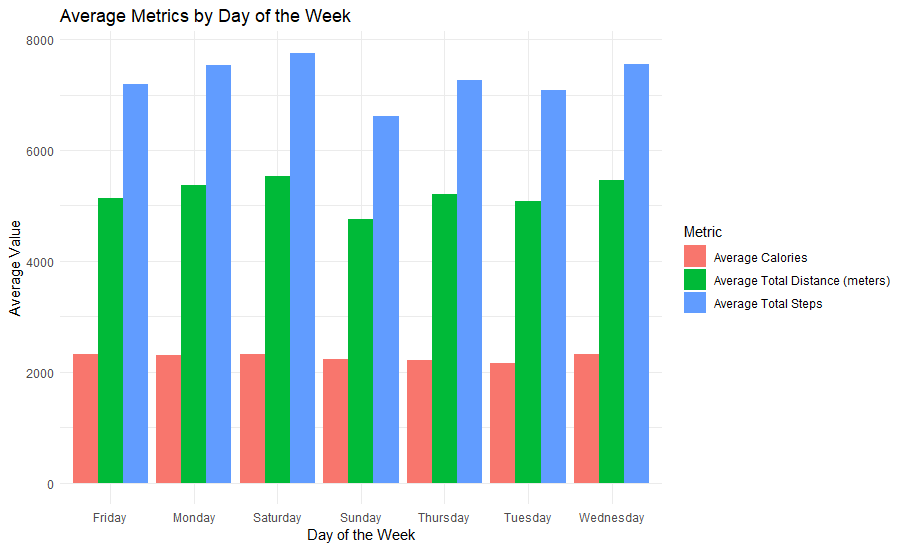 Average Metrics by Day of the Week
8000
6000
4000
2000
0
Average Value
Friday Monday Saturday Sunday Thursday Tuesday Wednesday
Day of the Week
Metric
Average Calories
Average Total Distance (meters)
Average Total Steps